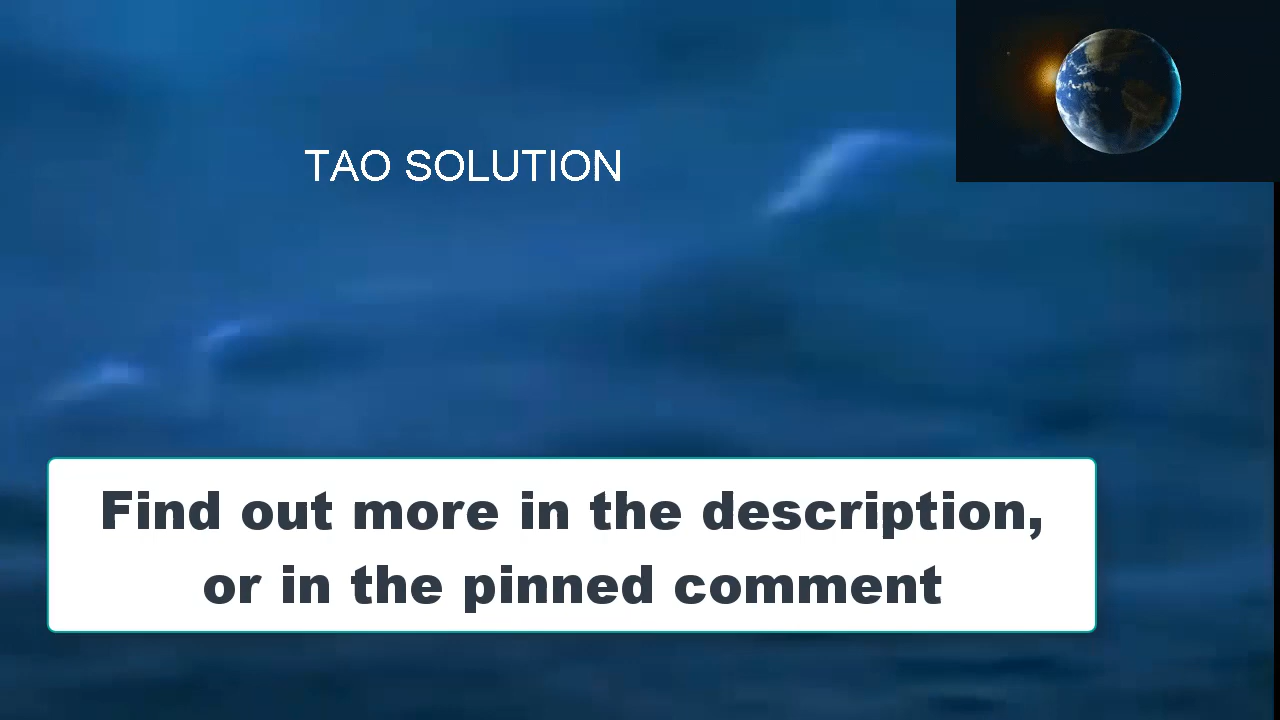 TAO SOLUTION
Find out more in the description,
or in the pinned comment